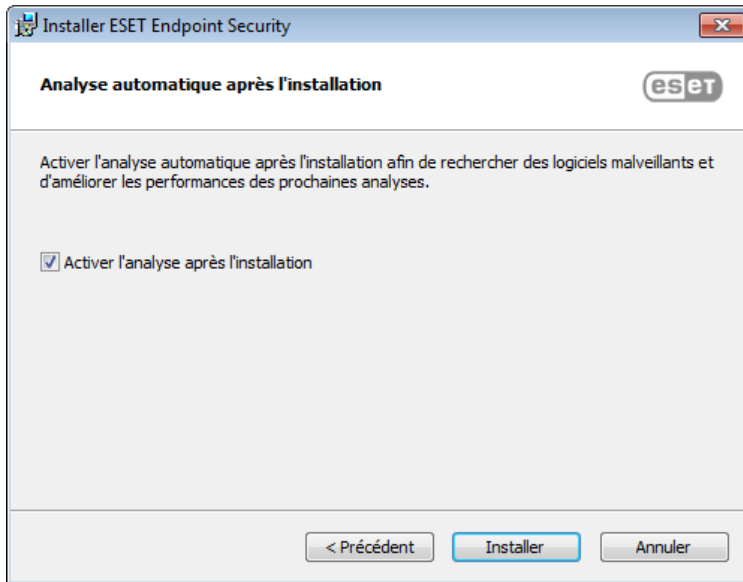 Installer ESET Endpoint Security
Analyse automatique après l'installation
eset
Activer l'analyse automatique après l'installation afin de rechercher des logiciels malveillants et
d'améliorer les performances des prochaines analyses.
Activer l'analyse après l'installation
< Précédent
Installer
Annuler